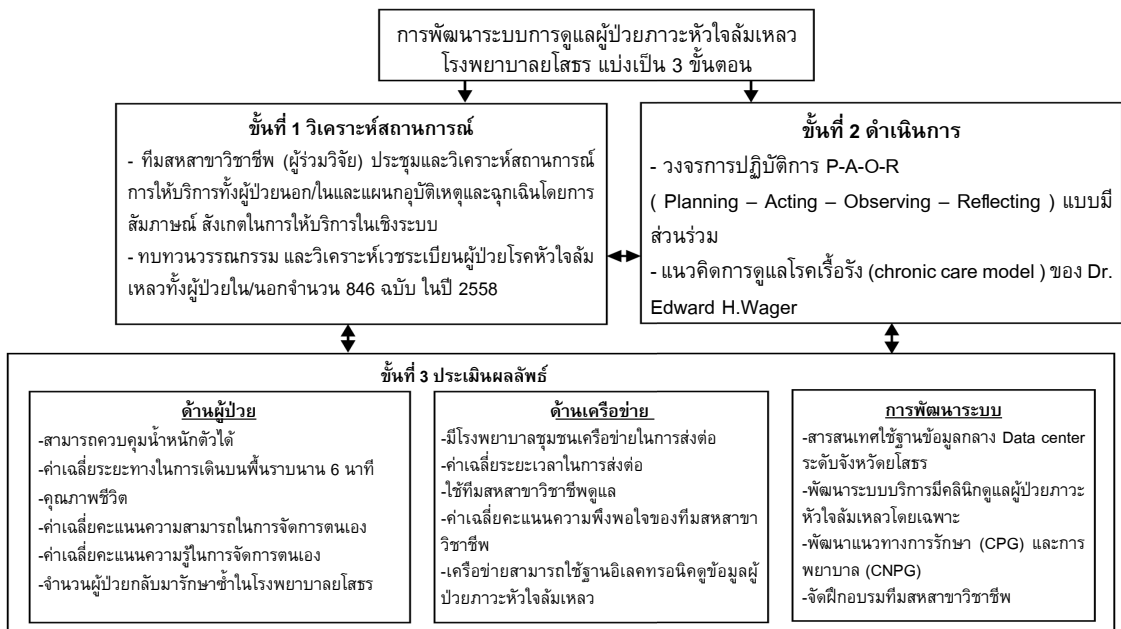 การพัฒนาระบบการดูแลผู้ป่วยภาวะหัวใจล้มเหลว
โรงพยาบาลยโสธร แบ่งเป็น 3 ขั้นตอน
ขั้นที่ 1 วิเคราะห์สถานการณ์
- ทีมสหสาขาวิชาชีพ (ผู้ร่วมวิจัย) ประชุมและวิเคราะห์สถานการณ์
การให้บริการทั้งผู้ป่วยนอก/ในและแผนกอุบัติเหตุและฉุกเฉินโดยการ
สัมภาษณ์ สังเกตในการให้บริการในเชิงระบบ
- ทบทวนวรรณกรรม และวิเคราะห์เวชระเบียนผู้ป่วยโรคหัวใจล้ม
เหลวทั้งผู้ป่วยใน/นอกจำนวน 846 ฉบับ ในปี 2558
ขั้นที่ 2 ดำเนินการ
- วงจรการปฏิบัติการ P-A-O-R
( Planning – Acting – Observing – Reflecting ) แบบมี
ส่วนร่วม
- แนวคิดการดูแลโรคเรื้อรัง (chronic care model ) ของ Dr.
Edward H.Wager
ขั้นที่ 3 ประเมินผลลัพธ์
ด้านผู้ป่วย
-สามารถควบคุมน้ำหนักตัวได้
-ค่าเฉลี่ยระยะทางในการเดินบนพื้นราบนาน 6 นาที
-คุณภาพชีวิต
-ค่าเฉลี่ยคะแนนความสามารถในการจัดการตนเอง
-ค่าเฉลี่ยคะแนนความรู้ในการจัดการตนเอง
-จำนวนผู้ป่วยกลับมารักษาซ้ำในโรงพยาบาลยโสธร
ด้านเครือข่าย
-มีโรงพยาบาลชุมชนเครือข่ายในการส่งต่อ
-ค่าเฉลี่ยระยะเวลาในการส่งต่อ
-ใช้ทีมสหสาขาวิชาชีพดูแล
-ค่าเฉลี่ยคะแนนความพึงพอใจของทีมสหสาขา
วิชาชีพ
-เครือข่ายสามารถใช้ฐานอิเลคทรอนิคดูข้อมูลผู้
ป่วยภาวะหัวใจล้มเหลว
การพัฒนาระบบ
-สารสนเทศใช้ฐานข้อมูลกลาง Data center
ระดับจังหวัดยโสธร
-พัฒนาระบบบริการมีคลินิกดูแลผู้ป่วยภาวะ
หัวใจล้มเหลวโดยเฉพาะ
-พัฒนาแนวทางการรักษา (CPG) และการ
พยาบาล (CNPG)
-จัดฝึกอบรมทีมสหสาขาวิชาชีพ